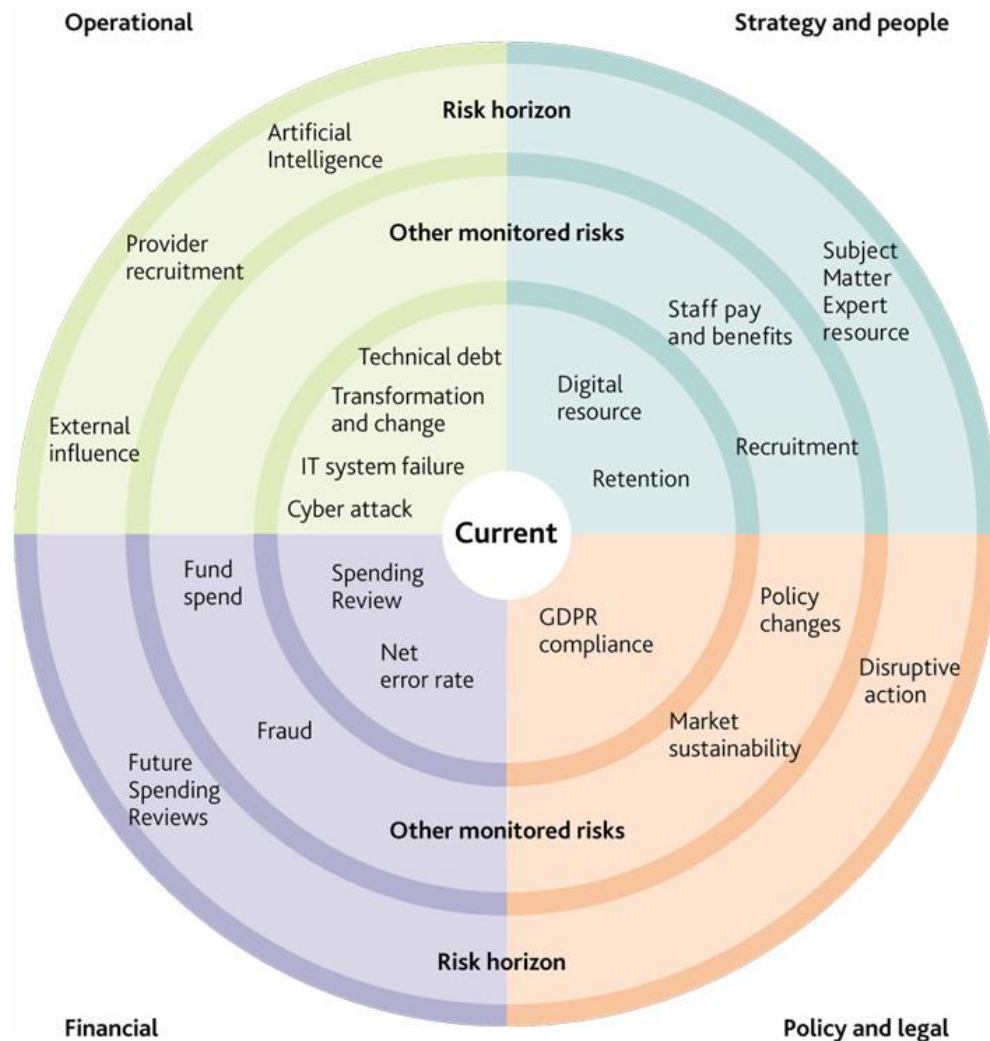 Operational
Strategy and people
Risk horizon
Artificial
Intelligence
Other monitored risks
Provider
recruitment
Subject
Matter
Expert
resource
Staff pay
and benefits
Technical debt
Digital
resource
Transformation
and change
External
influence
Recruitment
IT system failure
Retention
Cyber attack
Current
Fund
spend
Spending
Review
GDPR
compliance
Policy
changes
Net
error rate
Disruptive
action
Fraud
Market
sustainability
Future
Spending
Reviews
Other monitored risks
Risk horizon
Financial
Policy and legal